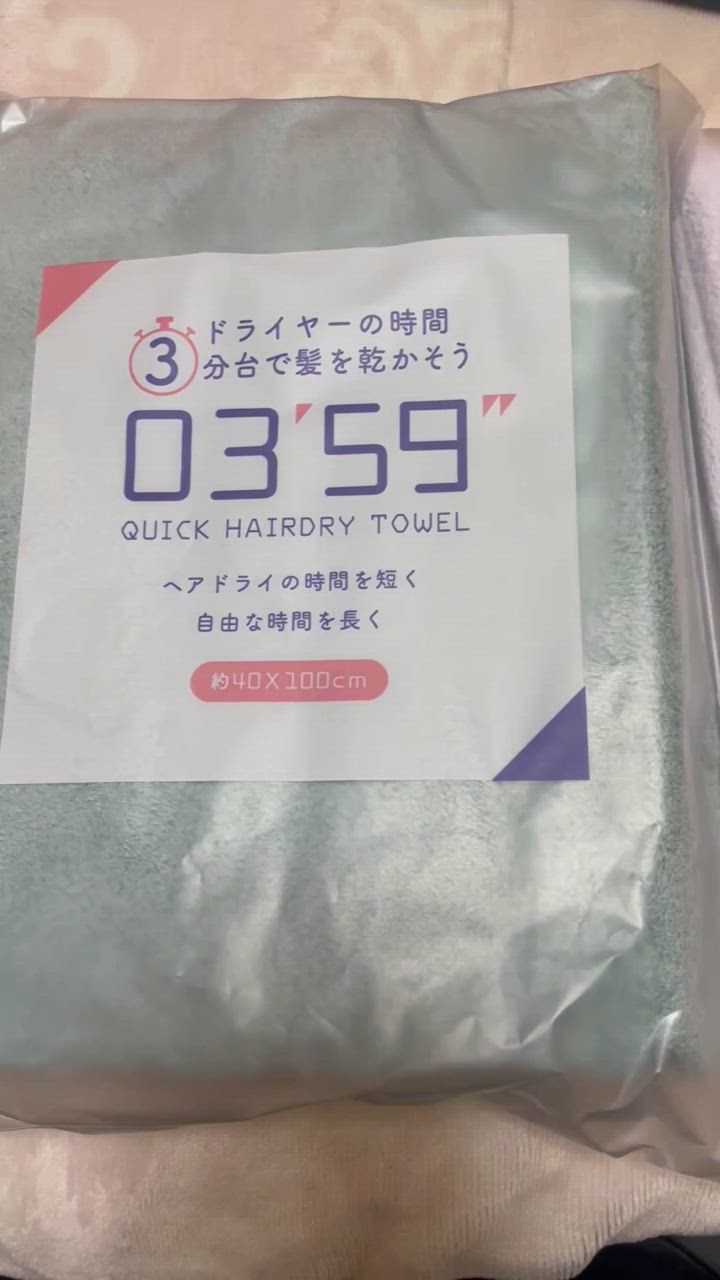 ドライヤーの時間
3分台で髪を乾かそう
03'59"
QUICK HAIRDRY TOWEL
ヘアドライの時間を短く
自由な時間を長く
約40X100cm